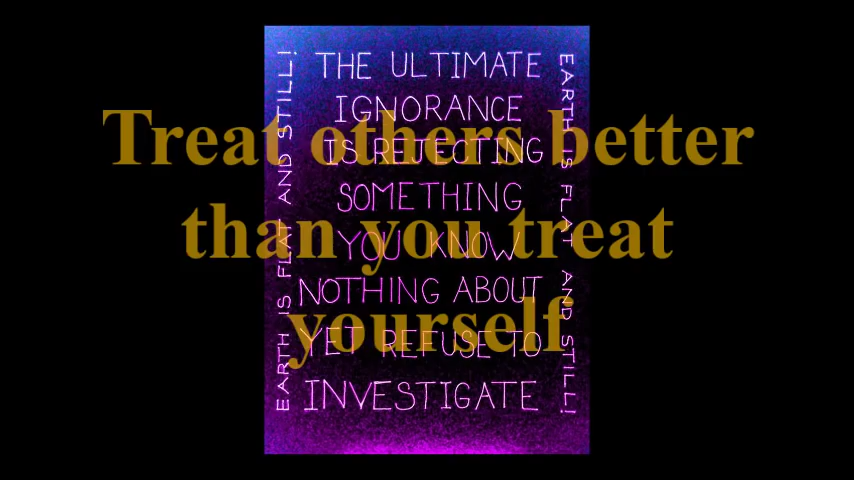 THE ULTIMATE
IGNORANCE
IS REJECTING
SOMETHING
YOU KNOW
NOTHING ABOUT
YET REFUSE TO
INVESTIGATE
EARTH IS FLAT AND STILL!
EARTH IS FLAT AND STILL!
Treat others better
than you treat
yourself